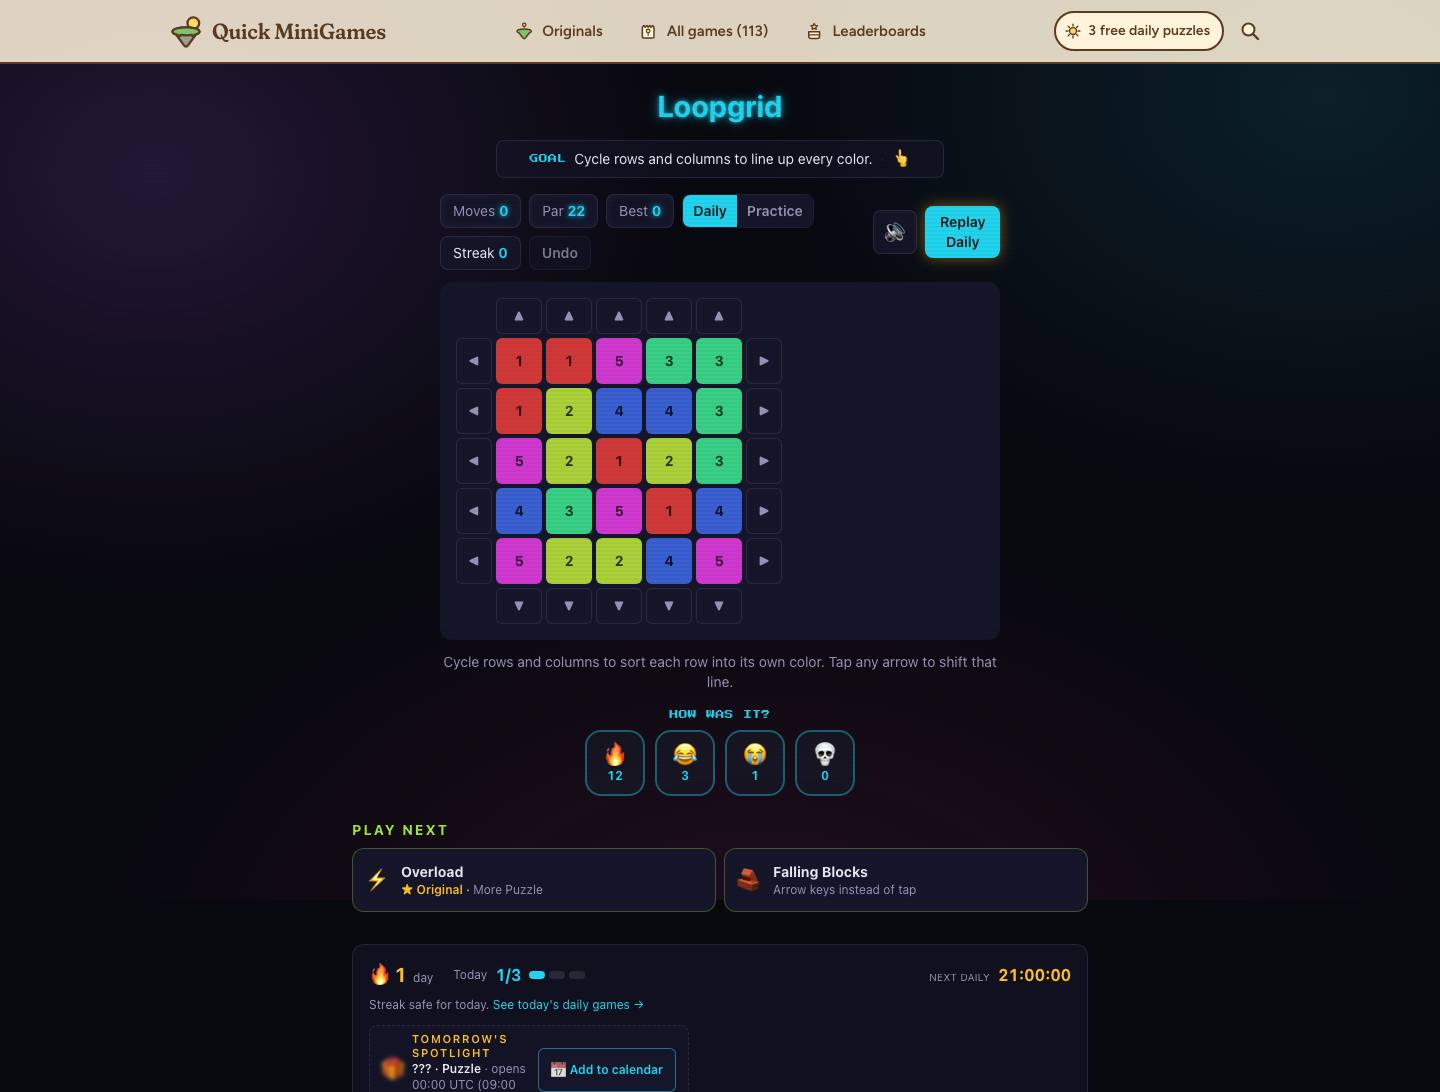 Quick MiniGames
Originals
All games (113)
Leaderboards
3 free daily puzzles
Loopgrid
GOAL Cycle rows and columns to line up every color.
Moves 0
Par 22
Best 0
Daily
Practice
Streak 0
Undo
Replay
Daily
1 1 5 3 3
1 2 4 4 3
5 2 1 2 3
4 3 5 1 4
5 2 2 4 5
Cycle rows and columns to sort each row into its own color. Tap any arrow to shift that
line.
HOW WAS IT?
12
3
1
0
PLAY NEXT
Overload
Original · More Puzzle
Falling Blocks
Arrow keys instead of tap
1 day
Today 1/3
NEXT DAILY 21:00:00
Streak safe for today. See today's daily games →
TOMORROW'S
SPOTLIGHT
??? · Puzzle · opens
00:00 UTC (09:00
Add to calendar